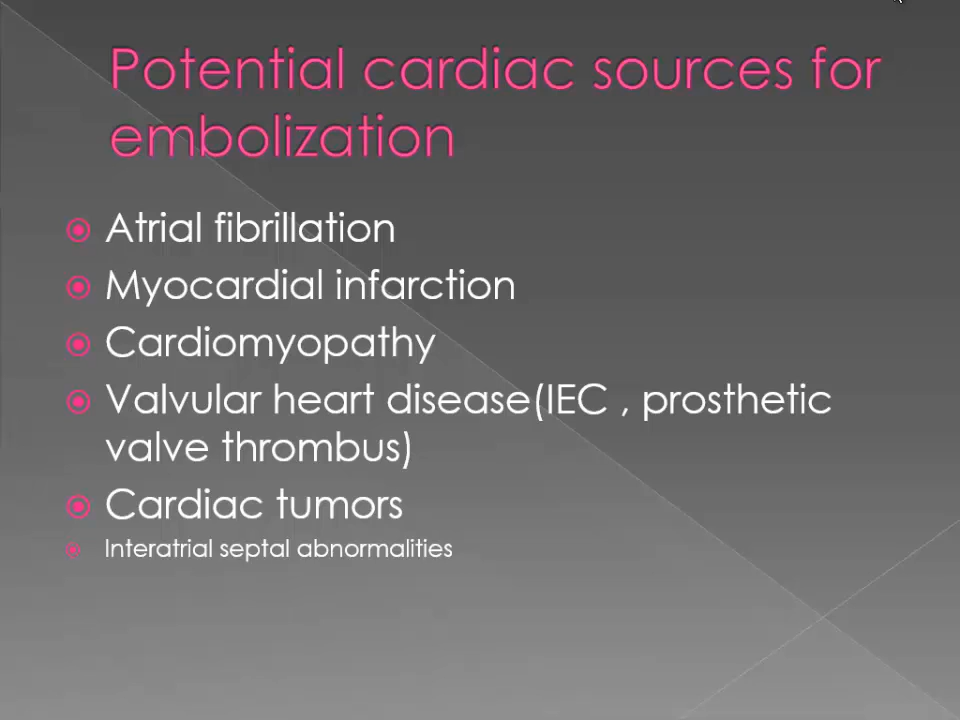 Potential cardiac sources for
embolization
Atrial fibrillation
Myocardial infarction
Cardiomyopathy
Valvular heart disease(IEC , prosthetic
valve thrombus)
Cardiac tumors
Interatrial septal abnormalities